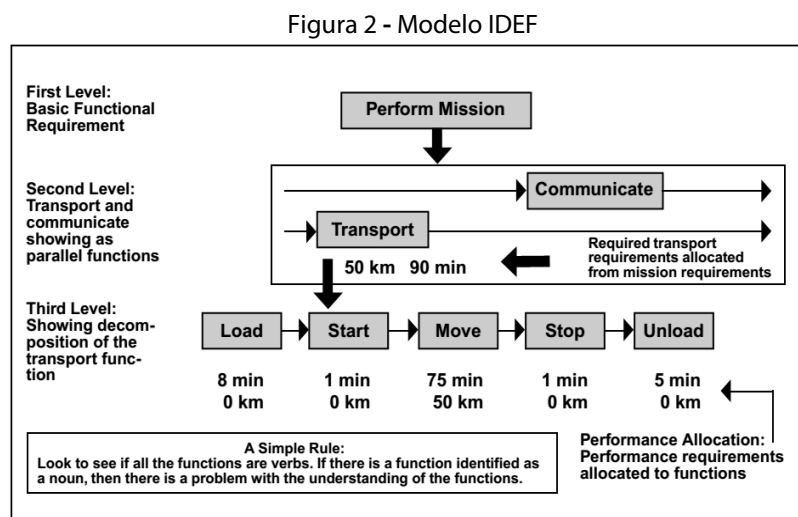 Figura 2 - Modelo IDEF
First Level:
Basic Functional
Requirement
Perform Mission
Second Level:
Transport and
communicate
showing as
parallel functions
Communicate
Transport
50 km 90 min
Required transport
requirements allocated
from mission requirements
Third Level:
Showing decom-
position of the
transport func-
tion
Load
Start
Move
Stop
Unload
8 min
0 km
1 min
0 km
75 min
50 km
1 min
0 km
5 min
0 km
A Simple Rule:
Look to see if all the functions are verbs. If there is a function identified as
a noun, then there is a problem with the understanding of the functions.
Performance Allocation:
Performance requirements
allocated to functions